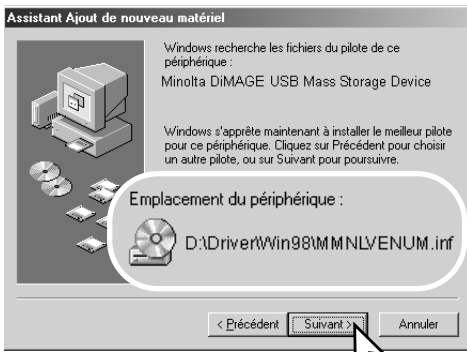 Assistant Ajout de nouveau matériel
Windows recherche les fichiers du pilote de ce
périphérique :
Minolta DiMAGE USB Mass Storage Device
Windows s'apprête maintenant à installer le meilleur pilote
pour ce périphérique. Cliquez sur Précédent pour choisir
un autre pilote, ou sur Suivant pour poursuivre.
Emplacement du périphérique :
D:\Driver\Win98\MMNLVENUM.inf
< Précédent Suivant > Annuler